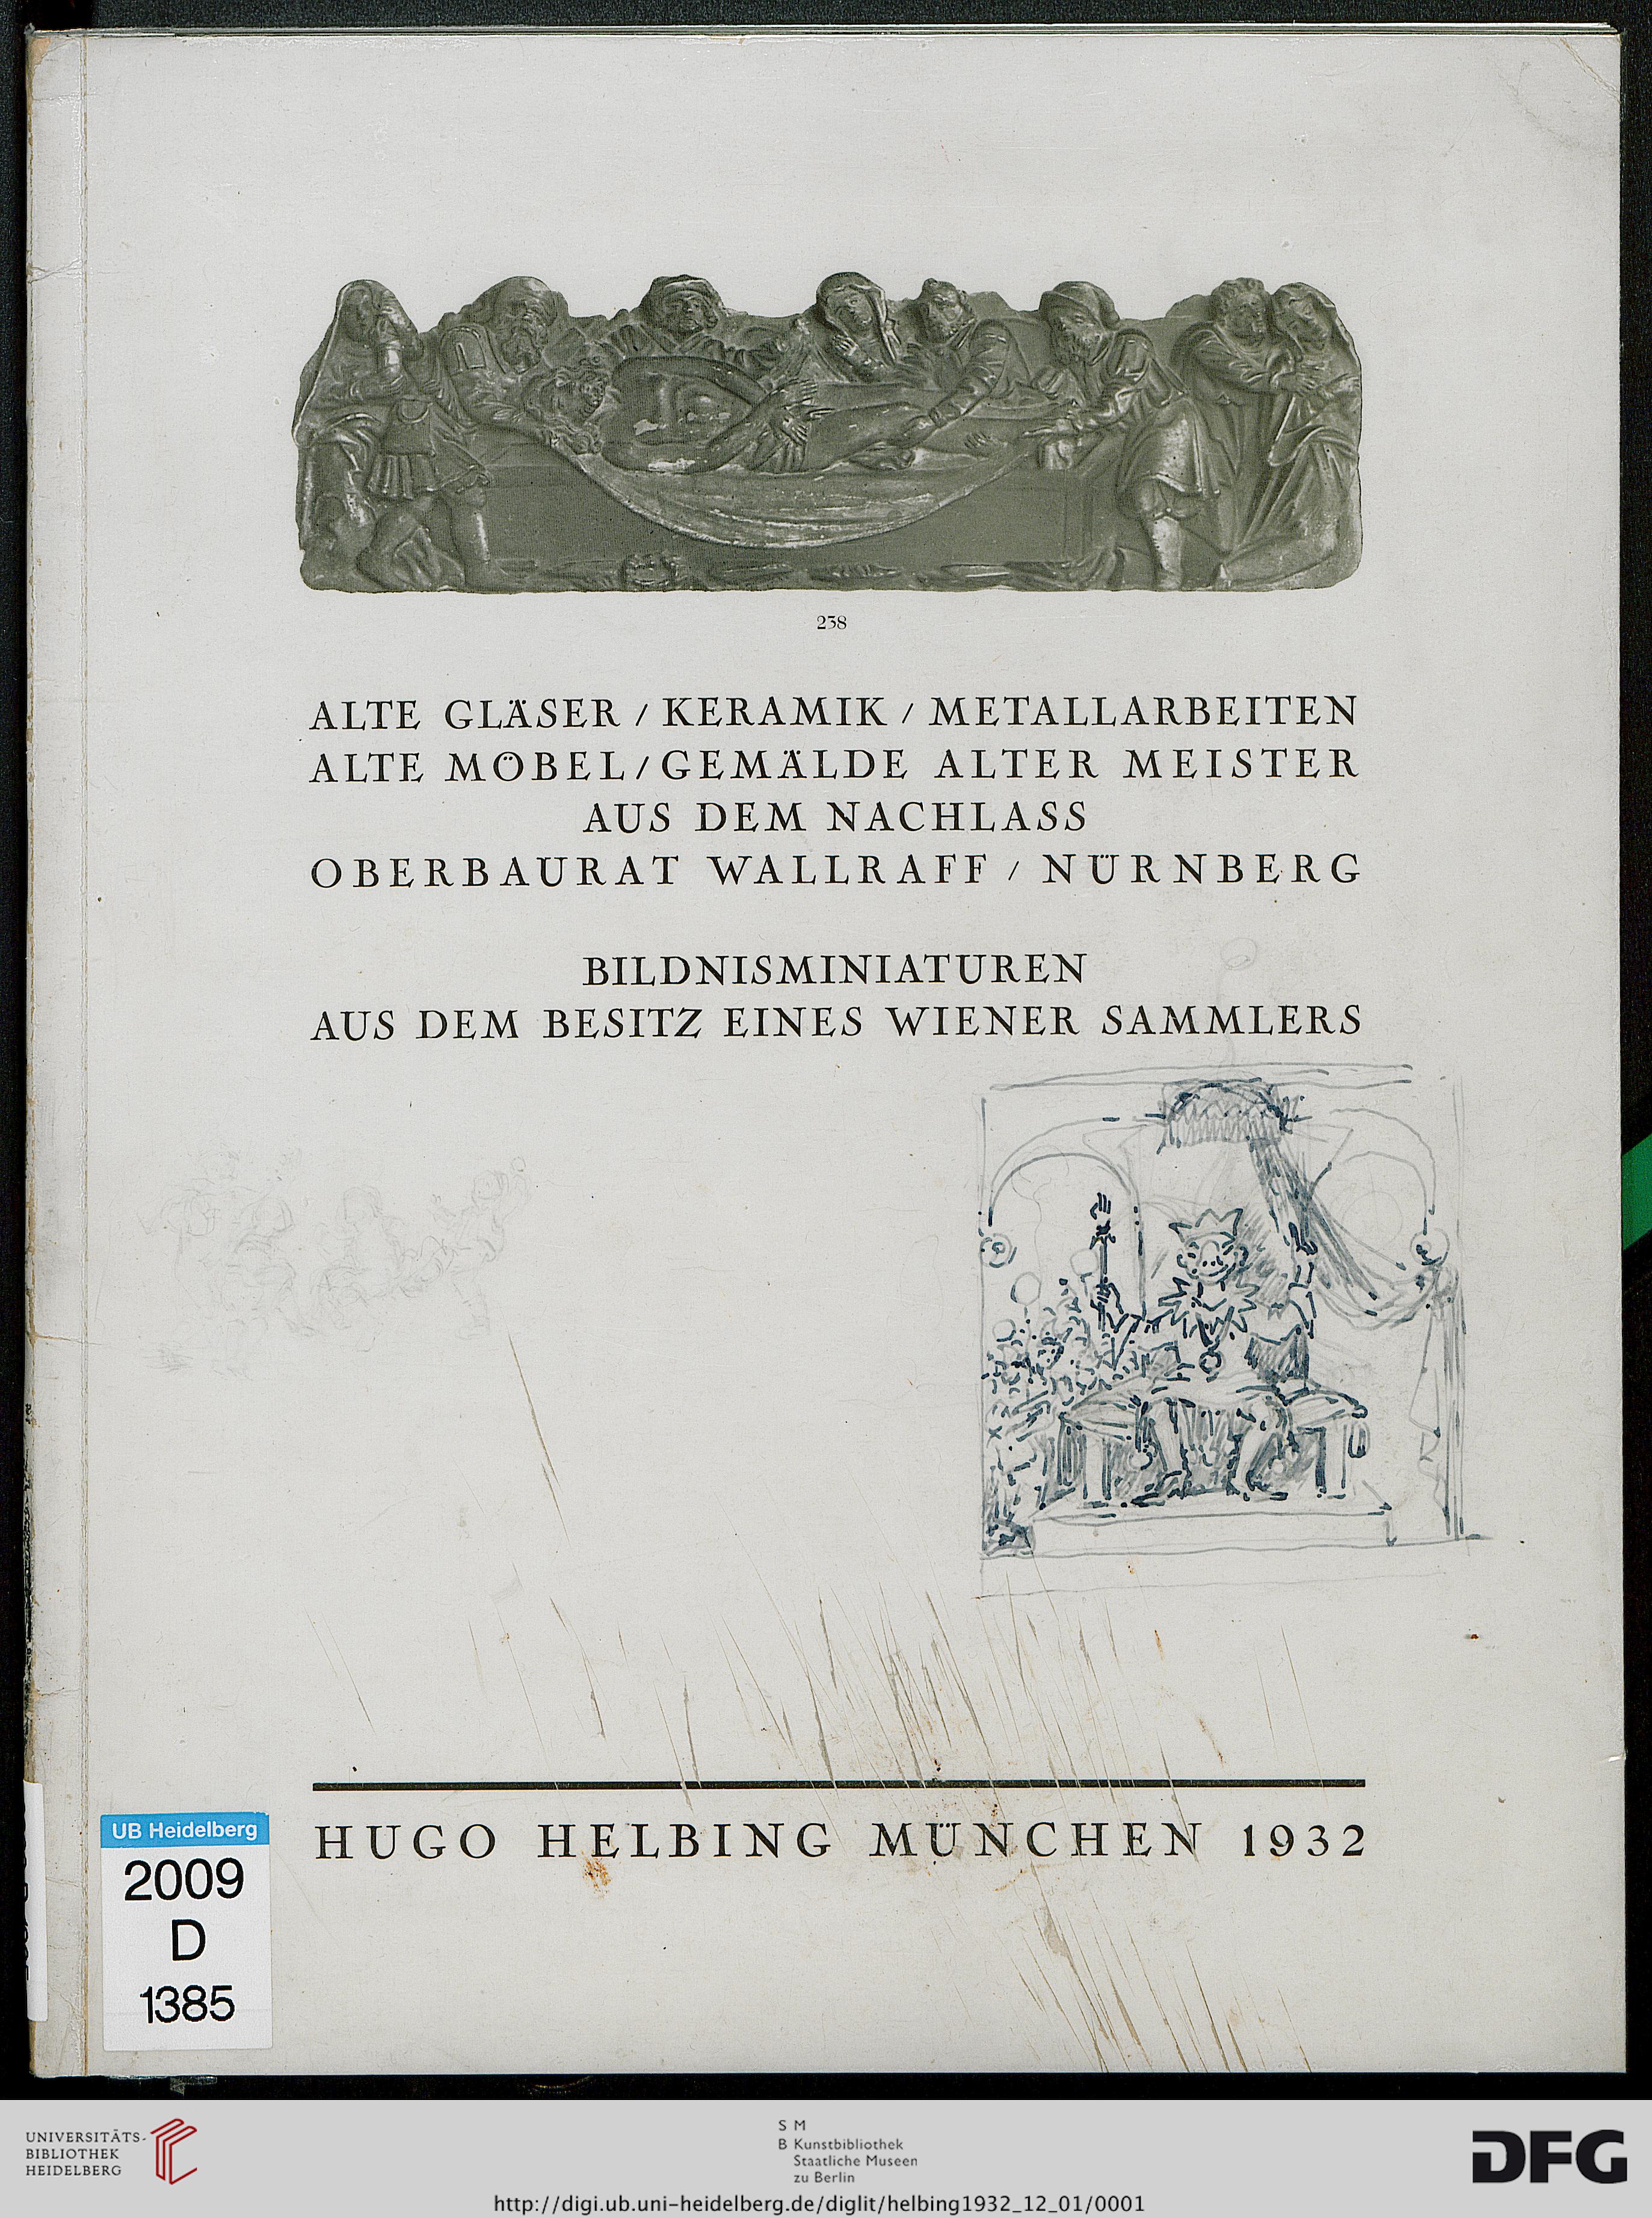 238
ALTE GLÄSER / KERAMIK / METALLARBEITEN
ALTE MÖBEL / GEMÄLDE ALTER MEISTER
AUS DEM NACHLASS
OBERBAURAT WALLRAFF / NÜRNBERG
BILDNISMINIATUREN
AUS DEM BESITZ EINES WIENER SAMMLERS
HUGO HELBING MÜNCHEN 1932
UB Heidelberg
2009
D
1385
UNIVERSITÄTS-
BIBLIOTHEK
HEIDELBERG
S M
B Kunstbibliothek
Staatliche Museen
zu Berlin
DFG
http://digi.ub.uni-heidelberg.de/diglit/helbing1932_12_01/0001